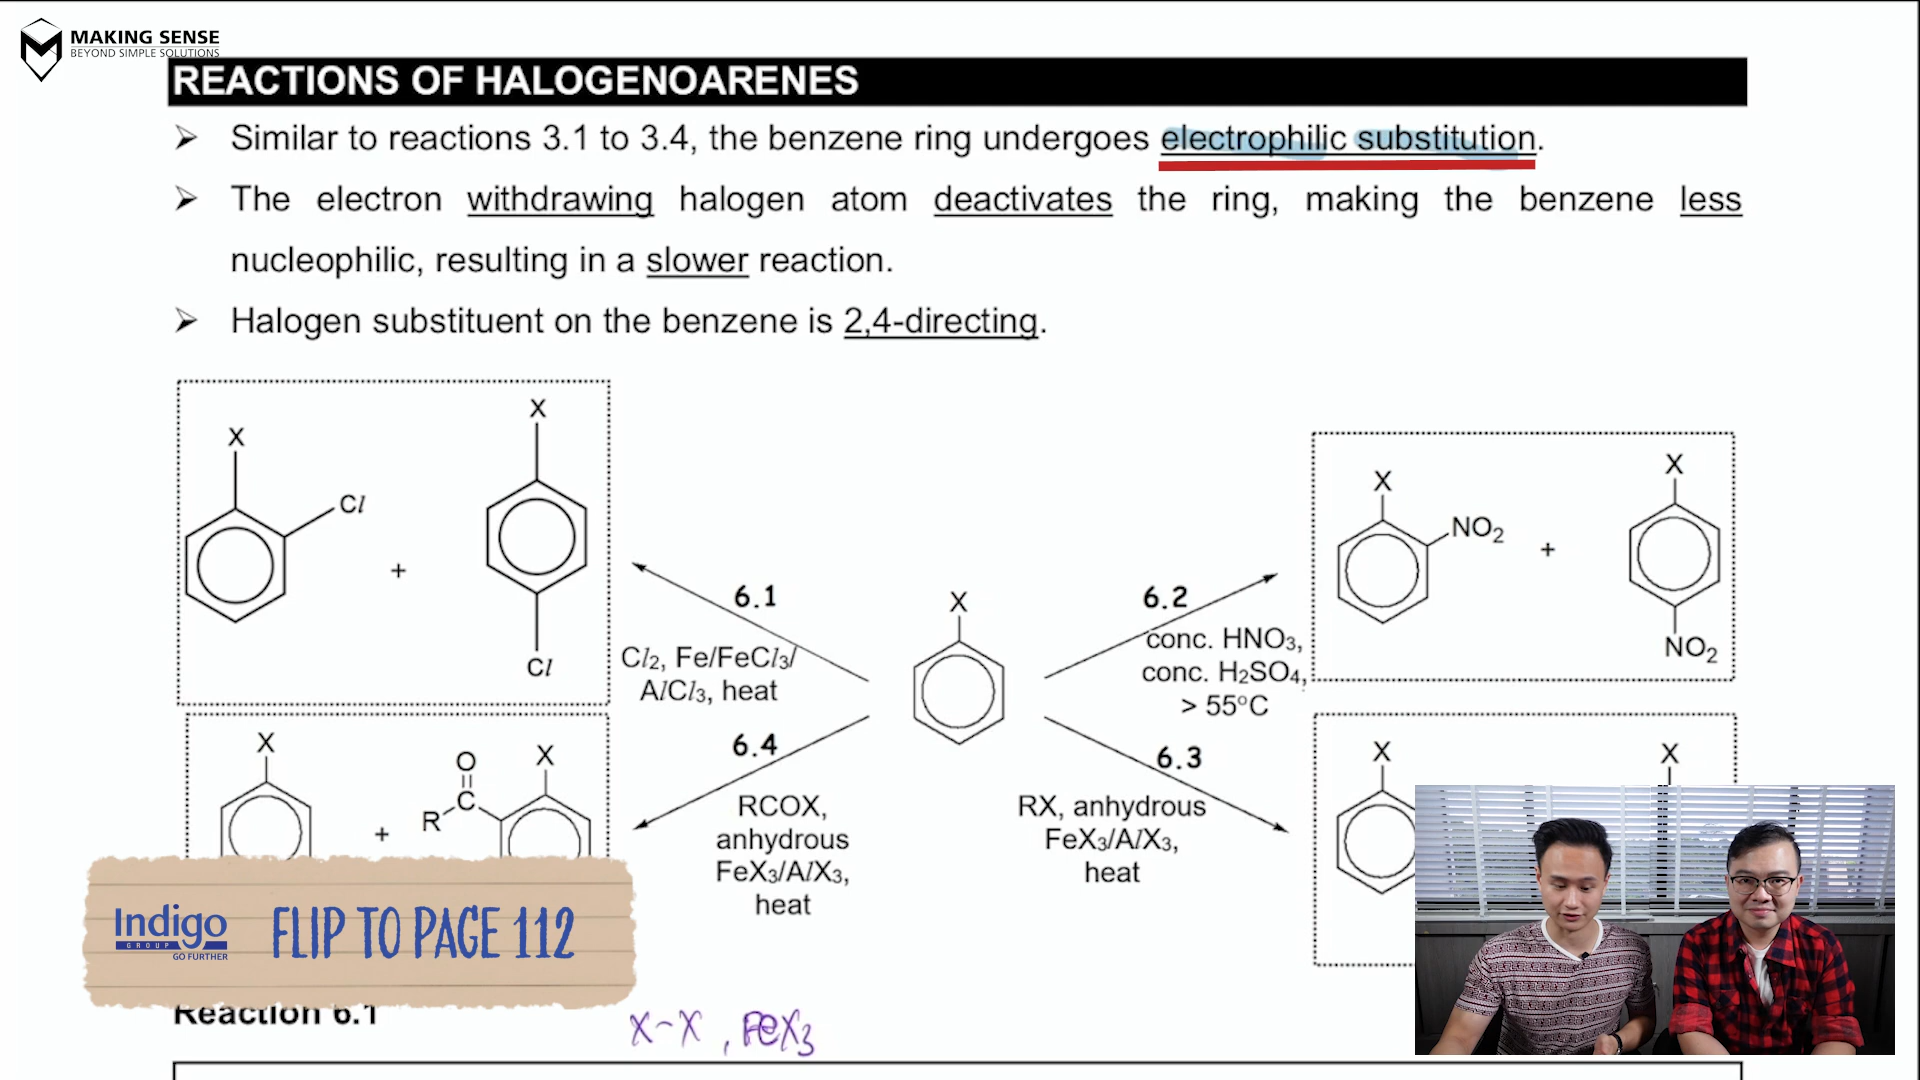 MAKING SENSE
BEYOND SIMPLE SOLUTIONS
REACTIONS OF HALOGENOARENES
➢ Similar to reactions 3.1 to 3.4, the benzene ring undergoes electrophilic substitution.
➢ The electron withdrawing halogen atom deactivates the ring, making the benzene less
nucleophilic, resulting in a slower reaction.
➢ Halogen substituent on the benzene is 2,4-directing.
X
Cl
+
X
Cl
6.1
Cl2, Fe/FeCl3/
AlCl3, heat
X
6.2
conc. HNO3,
conc. H2SO4,
> 55°C
X
NO2
+
X
NO2
X
+
O
C
R
X
6.4
RCOX,
anhydrous
FeX3/AlX3,
heat
6.3
RX, anhydrous
FeX3/AlX3,
heat
X
X
Indigo
GROUP
GO FURTHER
FLIP TO PAGE 112
Reaction 6.1
X-X , FeX3